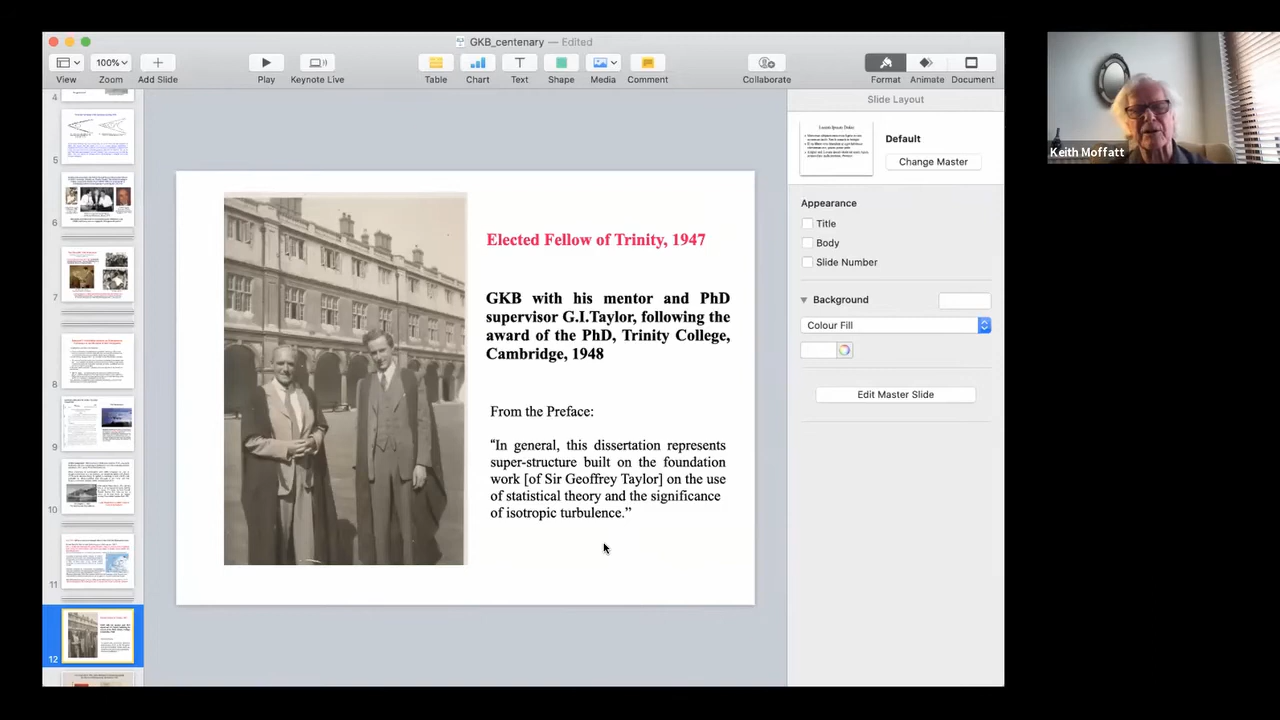 GKB_centenary — Edited
View
100%
Zoom
Add Slide
Play
Keynote Live
Table
Chart
Text
Shape
Media
Comment
Collaborate
Format
Animate
Document
Slide Layout
Default
Change Master
Appearance
Title
Body
Slide Number
Background
Colour Fill
Edit Master Slide
4
5
6
7
8
9
10
11
12
Elected Fellow of Trinity, 1947
GKB with his mentor and PhD
supervisor G.I.Taylor, following the
award of the PhD, Trinity College,
Cambridge, 1948
From the Preface:
“In general, this dissertation represents
super-structure built on the foundation
work [of Sir Geoffrey Taylor] on the use
of statistical theory and the significance
of isotropic turbulence.”
Keith Moffatt